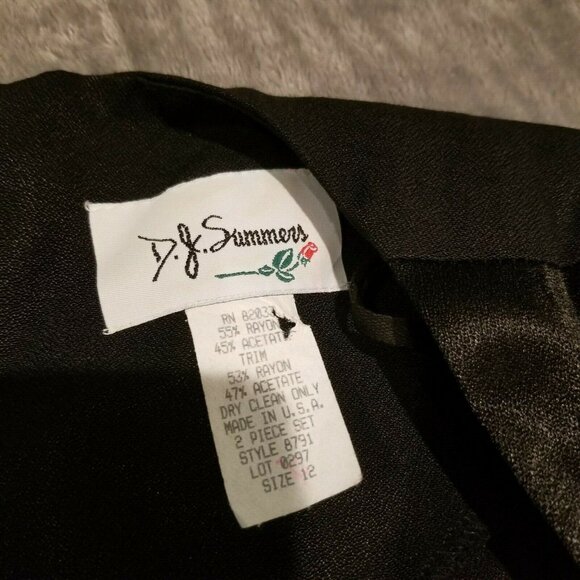 D.J. Summers
RN 82037
55% RAYON
45% ACETATE
TRIM
53% RAYON
47% ACETATE
DRY CLEAN ONLY
MADE IN U.S.A.
2 PIECE SET
STYLE 8791
LOT 0297
SIZE 12